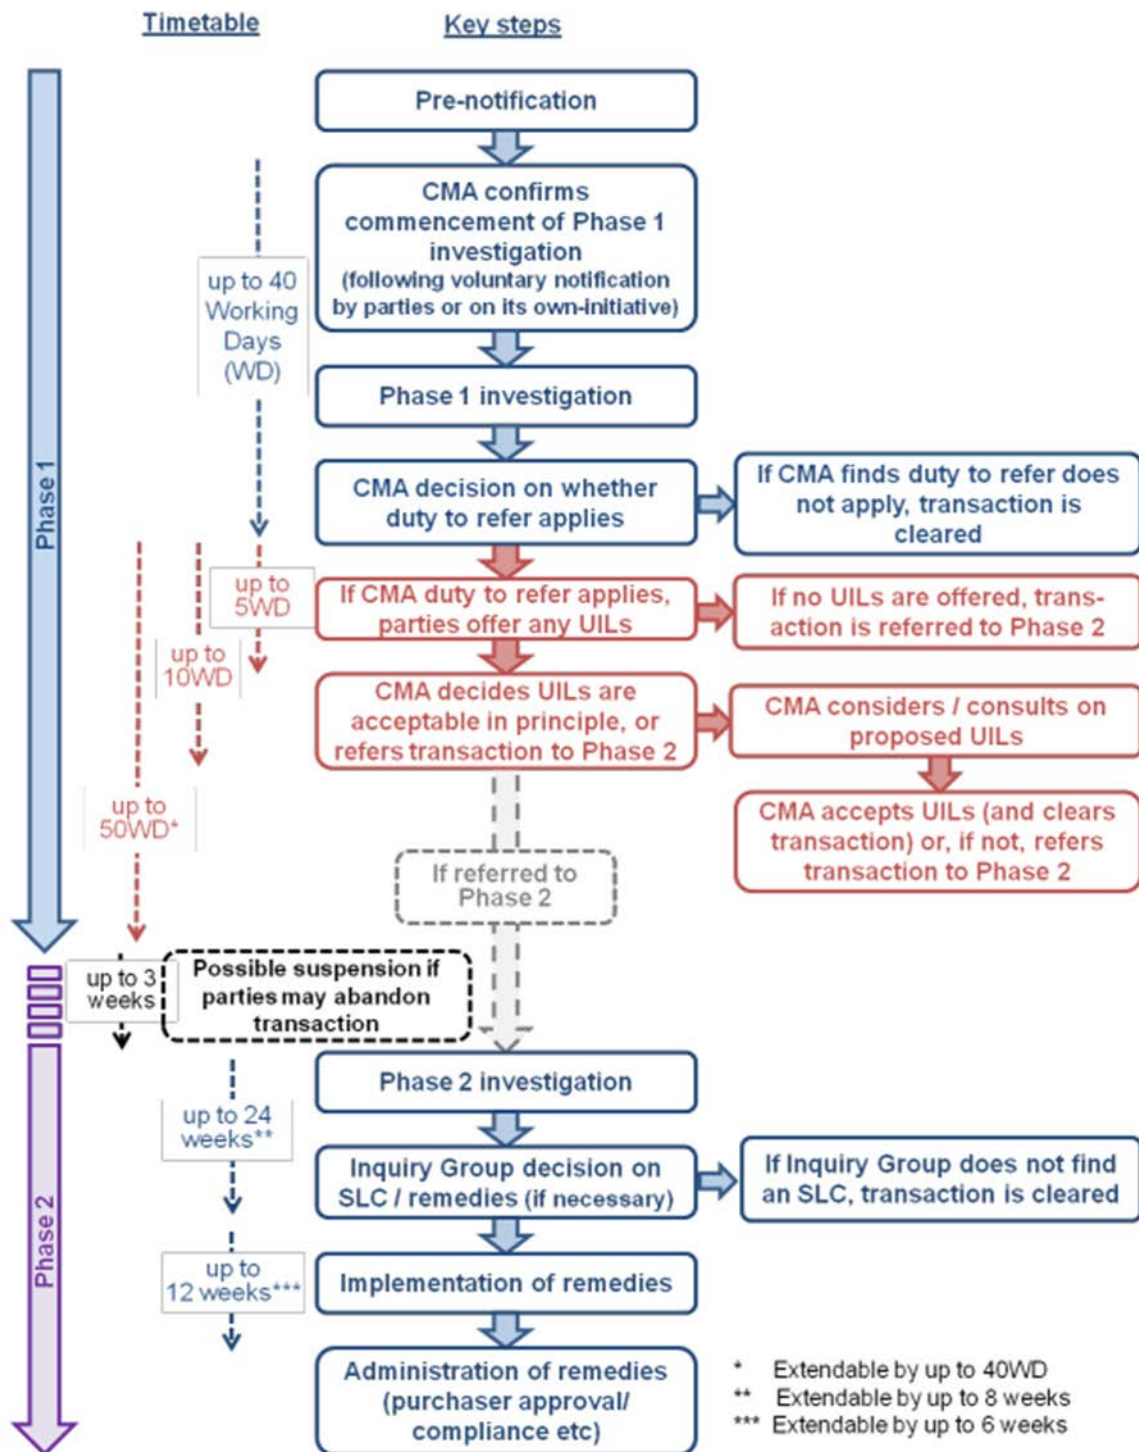 Timetable
Key steps
Pre-notification
CMA confirms
commencement of Phase 1
investigation
(following voluntary notification
by parties or on its own-initiative)
up to 40
Working
Days
(WD)
Phase 1 investigation
Phase 1
CMA decision on whether
duty to refer applies
If CMA finds duty to refer does
not apply, transaction is
cleared
up to
5WD
If CMA duty to refer applies,
parties offer any UILs
If no UILs are offered, trans-
action is referred to Phase 2
up to
10WD
CMA decides UILs are
acceptable in principle, or
refers transaction to Phase 2
CMA considers / consults on
proposed UILs
up to
50WD*
CMA accepts UILs (and clears
transaction) or, if not, refers
transaction to Phase 2
If referred to
Phase 2
up to 3
weeks
Possible suspension if
parties may abandon
transaction
Phase 2 investigation
up to 24
weeks**
Inquiry Group decision on
SLC / remedies (if necessary)
If Inquiry Group does not find
an SLC, transaction is cleared
Phase 2
up to
12 weeks***
Implementation of remedies
Administration of remedies
(purchaser approval/
compliance etc)
* Extendable by up to 40WD
** Extendable by up to 8 weeks
*** Extendable by up to 6 weeks